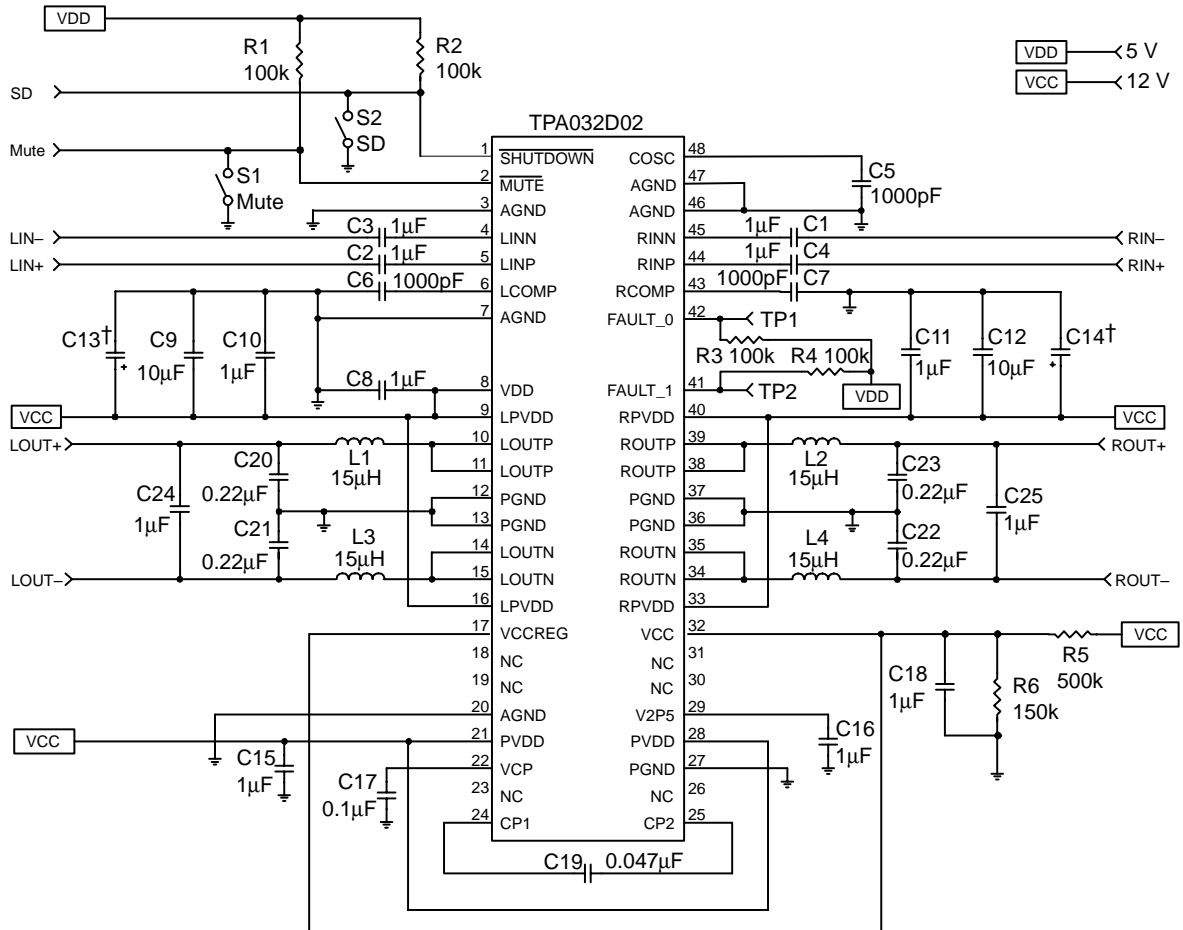 VDD
R1
100k
R2
100k
VDD
5 V
VCC
12 V
SD
S2
SD
TPA032D02
Mute
S1
Mute
1
SHUTDOWN
COSC
48
C5
1000pF
2
MUTE
AGND
47
3
AGND
AGND
46
LIN–
C3
1μF
4
LINN
RINN
45
1μF
C1
RIN–
LIN+
C2
1μF
5
LINP
RINP
44
1μF
C4
RIN+
C6
1000pF
6
LCOMP
RCOMP
43
1000pF
C7
7
AGND
FAULT_0
42
TP1
C13†
C9
10μF
C10
1μF
R3 100k
R4 100k
C11
1μF
C12
10μF
C14†
C8
1μF
8
VDD
FAULT_1
41
TP2
VDD
VCC
9
LPVDD
RPVDD
40
VCC
LOUT+
10
LOUTP
ROUTP
39
ROUT+
C20
0.22μF
L1
15μH
11
LOUTP
ROUTP
38
L2
15μH
C23
0.22μF
C24
1μF
12
PGND
PGND
37
C25
1μF
13
PGND
PGND
36
C21
0.22μF
L3
15μH
14
LOUTN
ROUTN
35
L4
15μH
C22
0.22μF
LOUT–
15
LOUTN
ROUTN
34
ROUT–
16
LPVDD
RPVDD
33
17
VCCREG
VCC
32
VCC
18
NC
NC
31
C18
1μF
R6
150k
R5
500k
19
NC
NC
30
20
AGND
V2P5
29
C16
1μF
VCC
C15
1μF
21
PVDD
PVDD
28
C17
0.1μF
22
VCP
PGND
27
23
NC
NC
26
24
CP1
CP2
25
C19
0.047μF